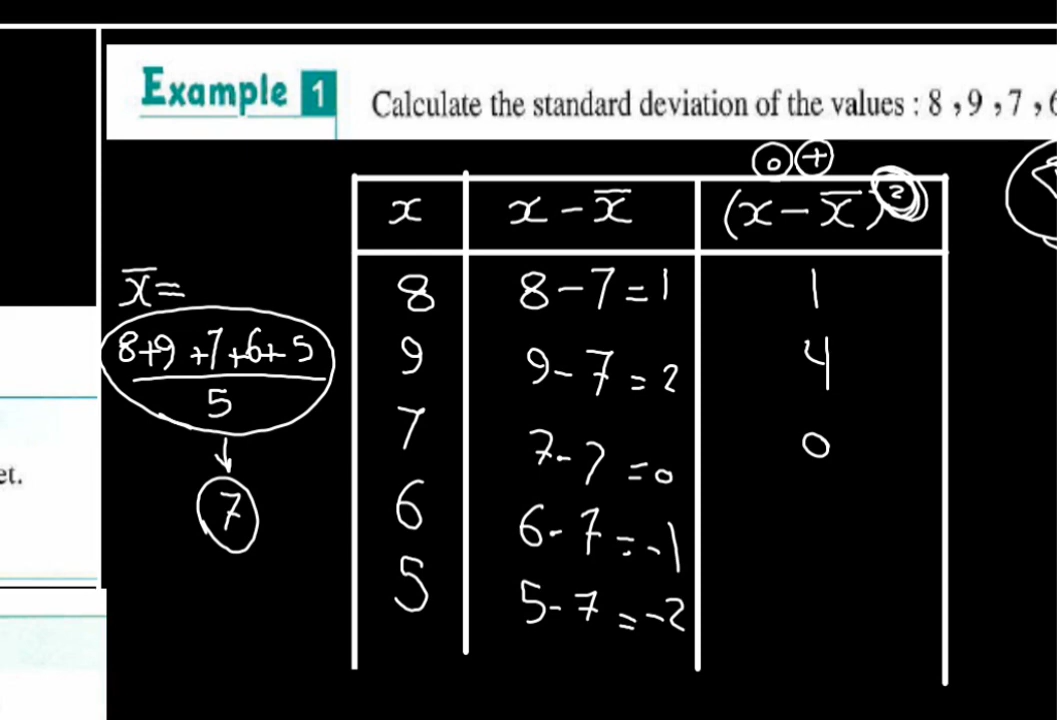 Example 1 Calculate the standard deviation of the values : 8 , 9 , 7 , 6
0 +
x x - x̅ (x - x̅)²
x̅ =
8+9+7+6+5
5
7
8 8-7=1 1
9 9-7=2 4
7 7-7=0 0
6 6-7=-1
5 5-7=-2
et.